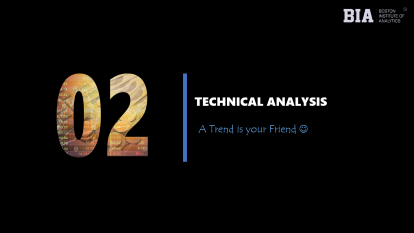 BIA BOSTON
INSTITUTE OF
ANALYTICS
02
TECHNICAL ANALYSIS
A Trend is your Friend ☺